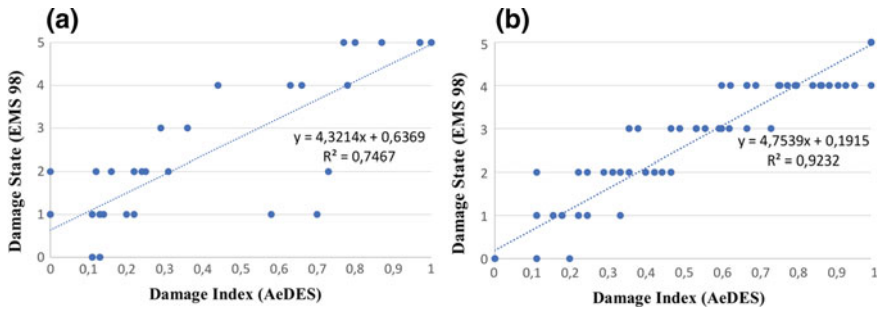 (a)
5
4
3
2
1
0
Damage State (EMS 98)
y = 4,3214x + 0,6369
R² = 0,7467
0 0,1 0,2 0,3 0,4 0,5 0,6 0,7 0,8 0,9 1
Damage Index (AeDES)
(b)
5
4
3
2
1
0
Damage State (EMS 98)
y = 4,7539x + 0,1915
R² = 0,9232
0 0,1 0,2 0,3 0,4 0,5 0,6 0,7 0,8 0,9 1
Damage Index (AeDES)